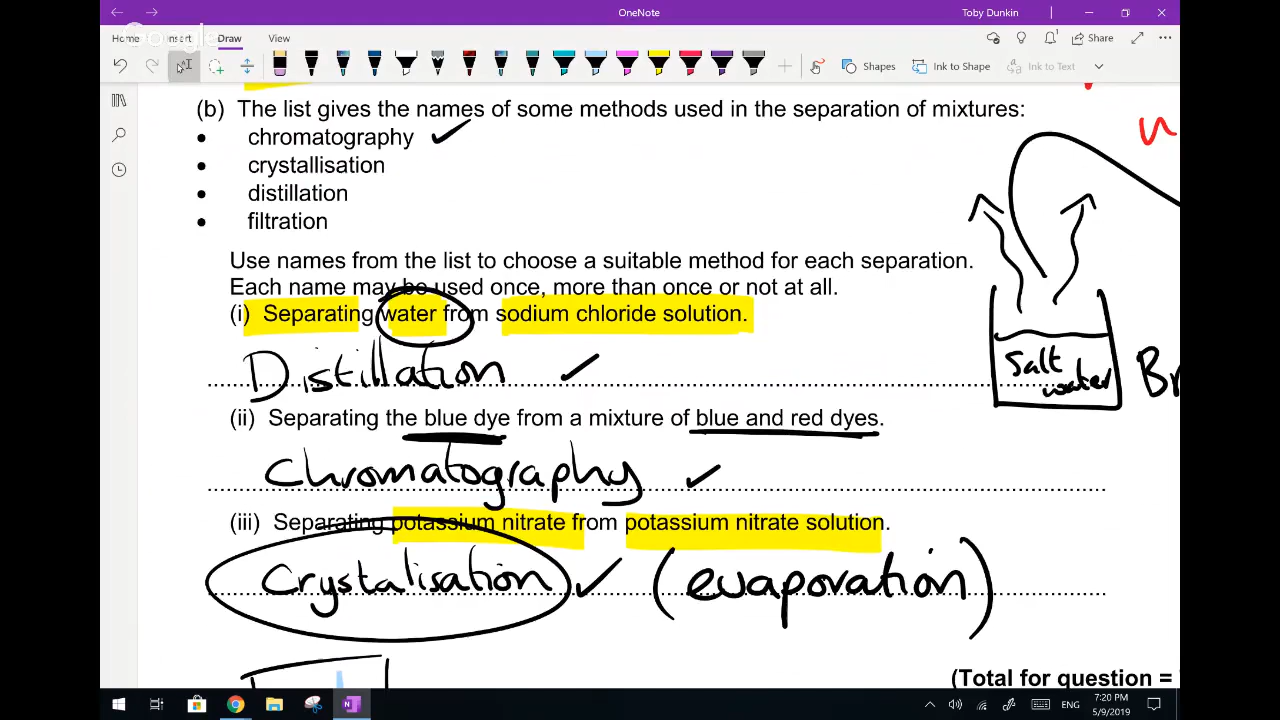 OneNote
Toby Dunkin
Home Insert Draw View
Google
Shapes Ink to Shape Ink to Text Share
(b) The list gives the names of some methods used in the separation of mixtures:
• chromatography ✓
• crystallisation
• distillation
• filtration
Use names from the list to choose a suitable method for each separation.
Each name may be used once, more than once or not at all.
(i) Separating water from sodium chloride solution.
Distillation ✓
Salt
water
(ii) Separating the blue dye from a mixture of blue and red dyes.
Chromatography ✓
(iii) Separating potassium nitrate from potassium nitrate solution.
Crystalisation ✓ (evaporation)
(Total for question =
ENG
7:20 PM
5/9/2019